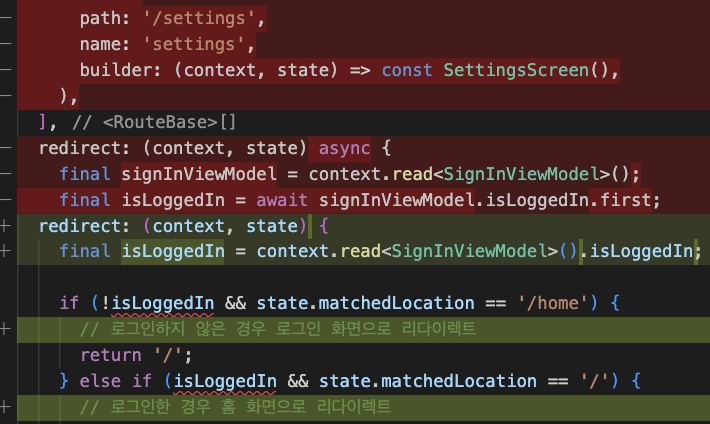 path: '/settings',
name: 'settings',
builder: (context, state) => const SettingsScreen(),
),
], // <RouteBase>[]
redirect: (context, state) async {
final signInViewModel = context.read<SignInViewModel>();
final isLoggedIn = await signInViewModel.isLoggedIn.first;
redirect: (context, state) {
final isLoggedIn = context.read<SignInViewModel>().isLoggedIn;
if (!isLoggedIn && state.matchedLocation == '/home') {
// 로그인하지 않은 경우 로그인 화면으로 리다이렉트
return '/';
} else if (isLoggedIn && state.matchedLocation == '/') {
// 로그인한 경우 홈 화면으로 리다이렉트